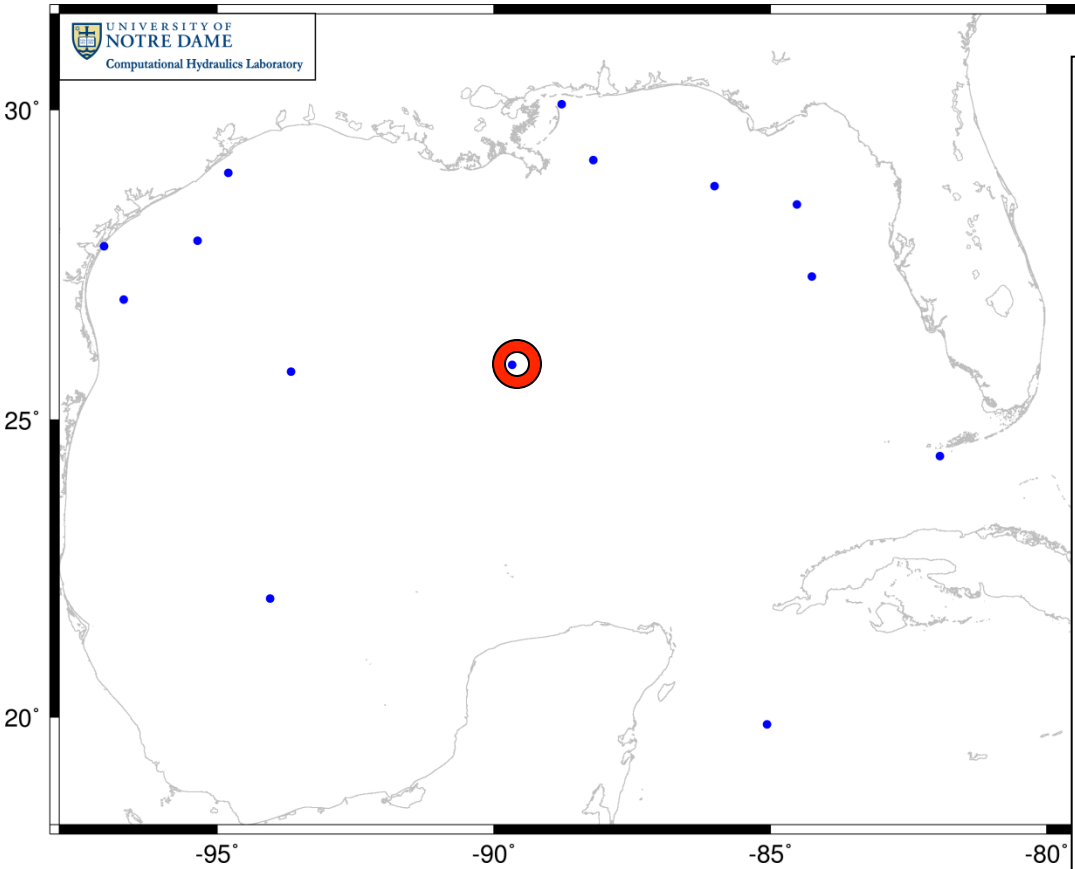 UNIVERSITY OF
NOTRE DAME
Computational Hydraulics Laboratory
30°
25°
20°
-95°
-90°
-85°
-80°